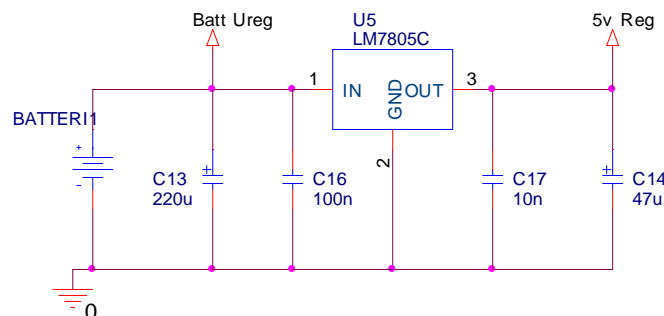 Batt Ureg
U5
LM7805C
5v Reg
1
IN
GND
OUT
3
BATTERI1
+
-
2
+
C13
220u
C16
100n
C17
10n
+
C14
47u
0